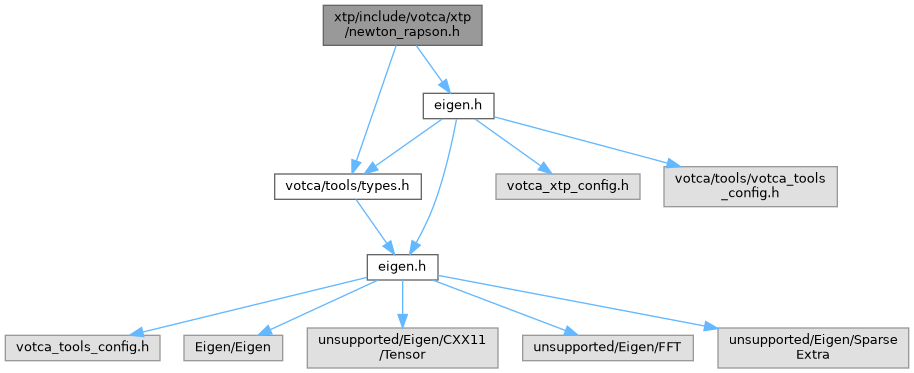 xtp/include/votca/xtp
/newton_rapson.h
eigen.h
votca/tools/types.h
votca_xtp_config.h
votca/tools/votca_tools
_config.h
eigen.h
votca_tools_config.h
Eigen/Eigen
unsupported/Eigen/CXX11
/Tensor
unsupported/Eigen/FFT
unsupported/Eigen/Sparse
Extra